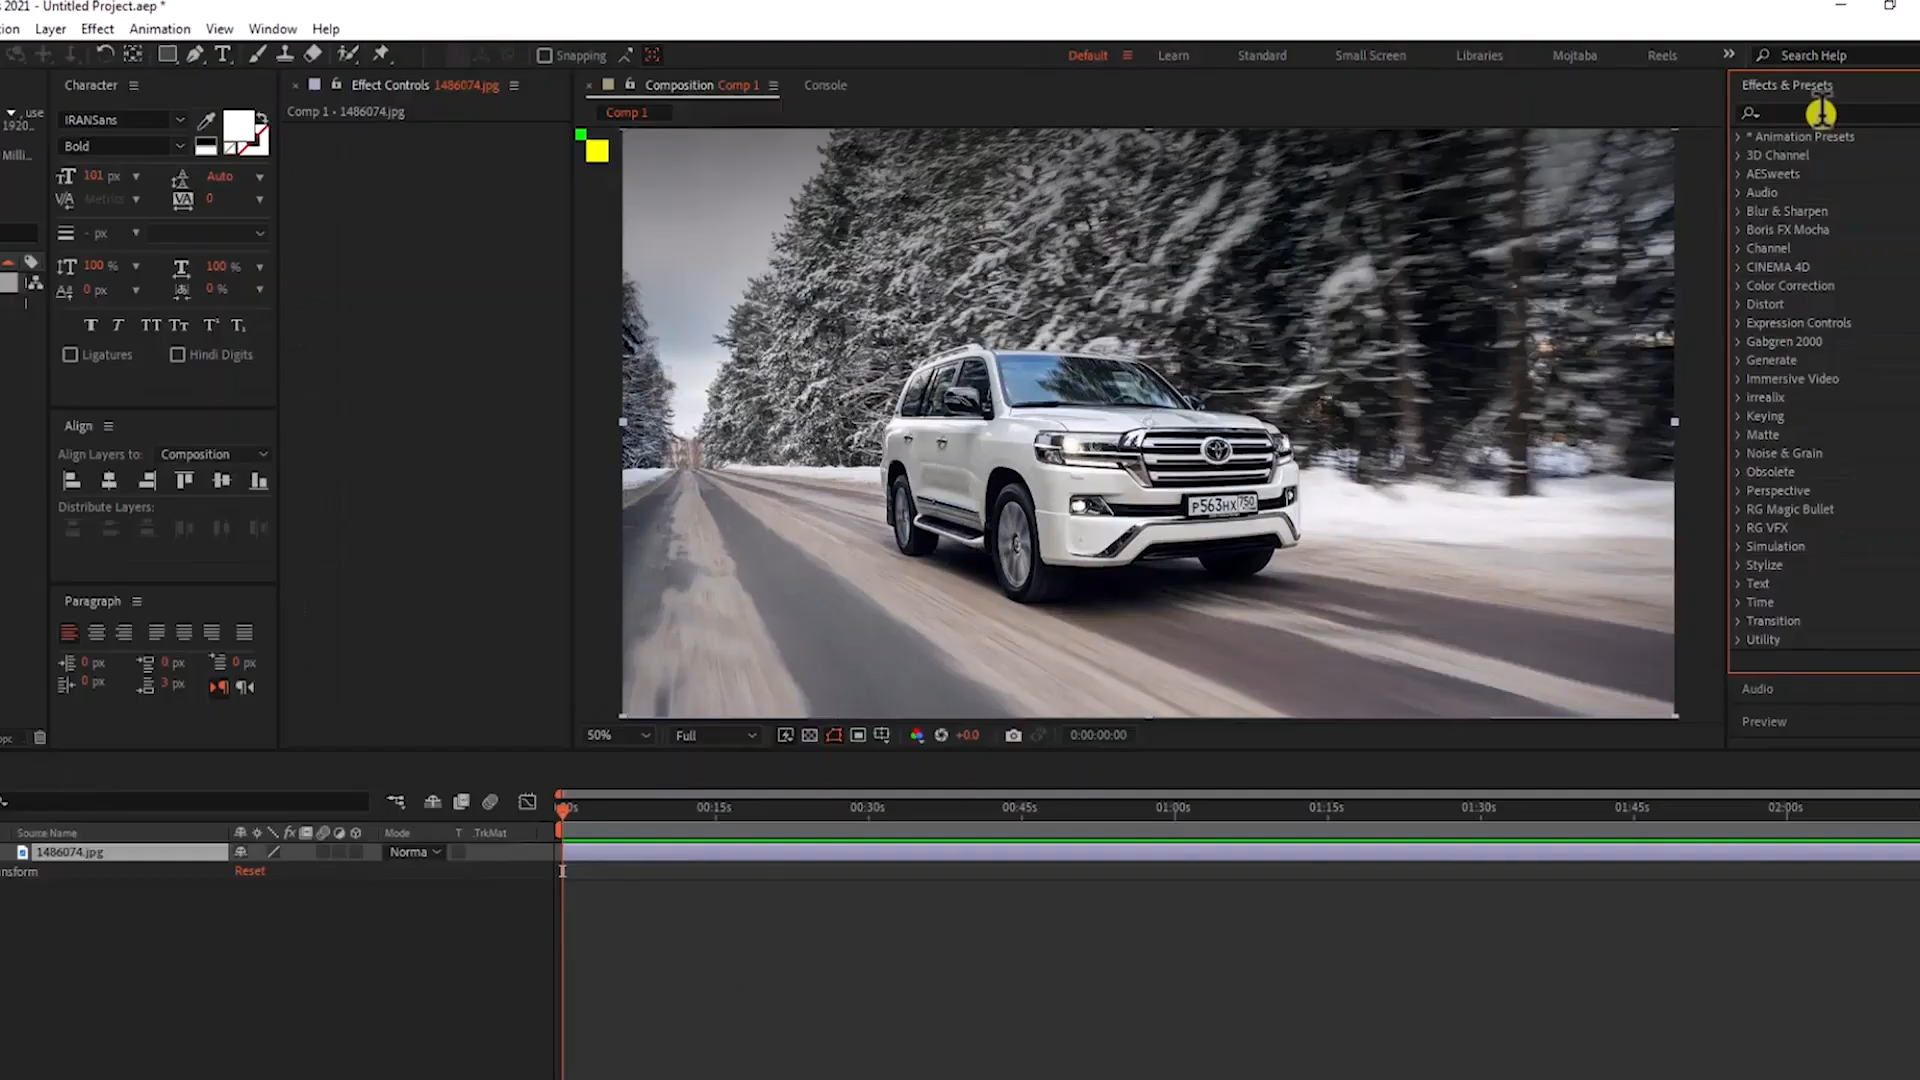 s 2021 - Untitled Project.aep *
tion Layer Effect Animation View Window Help
Snapping Default Learn Standard Small Screen Libraries Mojtaba Reels Search Help
Character
IRANSans
Bold
101 px
Auto
Metrics
0
- px
100 %
100 %
0 px
0 %
Ligatures
Hindi Digits
, use
1920...
Milli...
Align
Align Layers to: Composition
Distribute Layers:
Paragraph
0 px 0 px 0 px
0 px 3 px
bpc
Effect Controls 1486074.jpg
Comp 1 • 1486074.jpg
Composition Comp 1
Console
Comp 1
P563HX 750
50% Full +0.0 0:00:00:00
Effects & Presets
* Animation Presets
3D Channel
AESweets
Audio
Blur & Sharpen
Boris FX Mocha
Channel
CINEMA 4D
Color Correction
Distort
Expression Controls
Gabgren 2000
Generate
Immersive Video
irrealix
Keying
Matte
Noise & Grain
Obsolete
Perspective
RG Magic Bullet
RG VFX
Simulation
Stylize
Text
Time
Transition
Utility
Audio
Preview
00s 00:15s 00:30s 00:45s 01:00s 01:15s 01:30s 01:45s 02:00s
Source Name Mode T .TrkMat
1486074.jpg Norma
nsform Reset